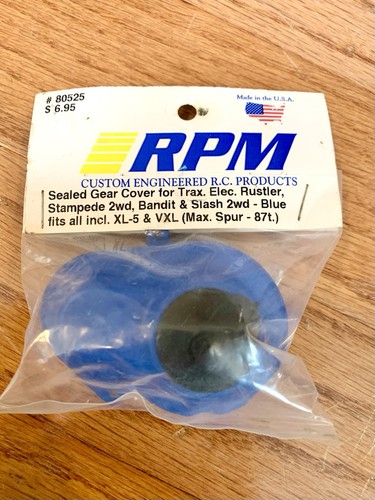 # 80525
$ 6.95
Made in the U.S.A.
RPM
CUSTOM ENGINEERED R.C. PRODUCTS
Sealed Gear Cover for Trax. Elec. Rustler,
Stampede 2wd, Bandit & Slash 2wd - Blue
fits all incl. XL-5 & VXL (Max. Spur - 87t.)